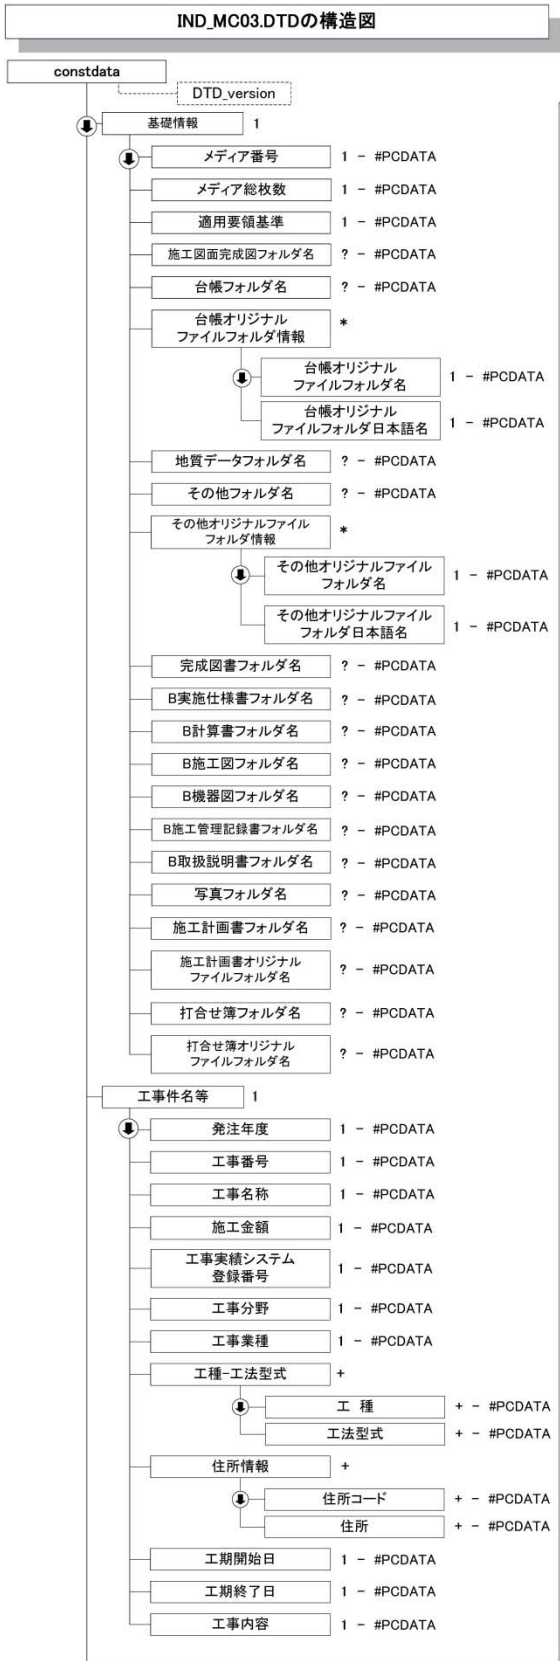 IND_MC03.DTDの構造図
constdata
DTD_version
基礎情報 1
メディア番号 1 - #PCDATA
メディア総枚数 1 - #PCDATA
適用要領基準 1 - #PCDATA
施工図面完成図フォルダ名 ? - #PCDATA
台帳フォルダ名 ? - #PCDATA
台帳オリジナル
ファイルフォルダ情報 *
台帳オリジナル
ファイルフォルダ名 1 - #PCDATA
台帳オリジナル
ファイルフォルダ日本語名 1 - #PCDATA
地質データフォルダ名 ? - #PCDATA
その他フォルダ名 ? - #PCDATA
その他オリジナルファイル
フォルダ情報 *
その他オリジナルファイル
フォルダ名 1 - #PCDATA
その他オリジナルファイル
フォルダ日本語名 1 - #PCDATA
完成図書フォルダ名 ? - #PCDATA
B実施仕様書フォルダ名 ? - #PCDATA
B計算書フォルダ名 ? - #PCDATA
B施工図フォルダ名 ? - #PCDATA
B機器図フォルダ名 ? - #PCDATA
B施工管理記録書フォルダ名 ? - #PCDATA
B取扱説明書フォルダ名 ? - #PCDATA
写真フォルダ名 ? - #PCDATA
施工計画書フォルダ名 ? - #PCDATA
施工計画書オリジナル
ファイルフォルダ名 ? - #PCDATA
打合せ簿フォルダ名 ? - #PCDATA
打合せ簿オリジナル
ファイルフォルダ名 ? - #PCDATA
工事件名等 1
発注年度 1 - #PCDATA
工事番号 1 - #PCDATA
工事名称 1 - #PCDATA
施工金額 1 - #PCDATA
工事実績システム
登録番号 1 - #PCDATA
工事分野 1 - #PCDATA
工事業種 1 - #PCDATA
工種-工法型式 +
工 種 + - #PCDATA
工法型式 + - #PCDATA
住所情報 +
住所コード + - #PCDATA
住所 + - #PCDATA
工期開始日 1 - #PCDATA
工期終了日 1 - #PCDATA
工事内容 1 - #PCDATA